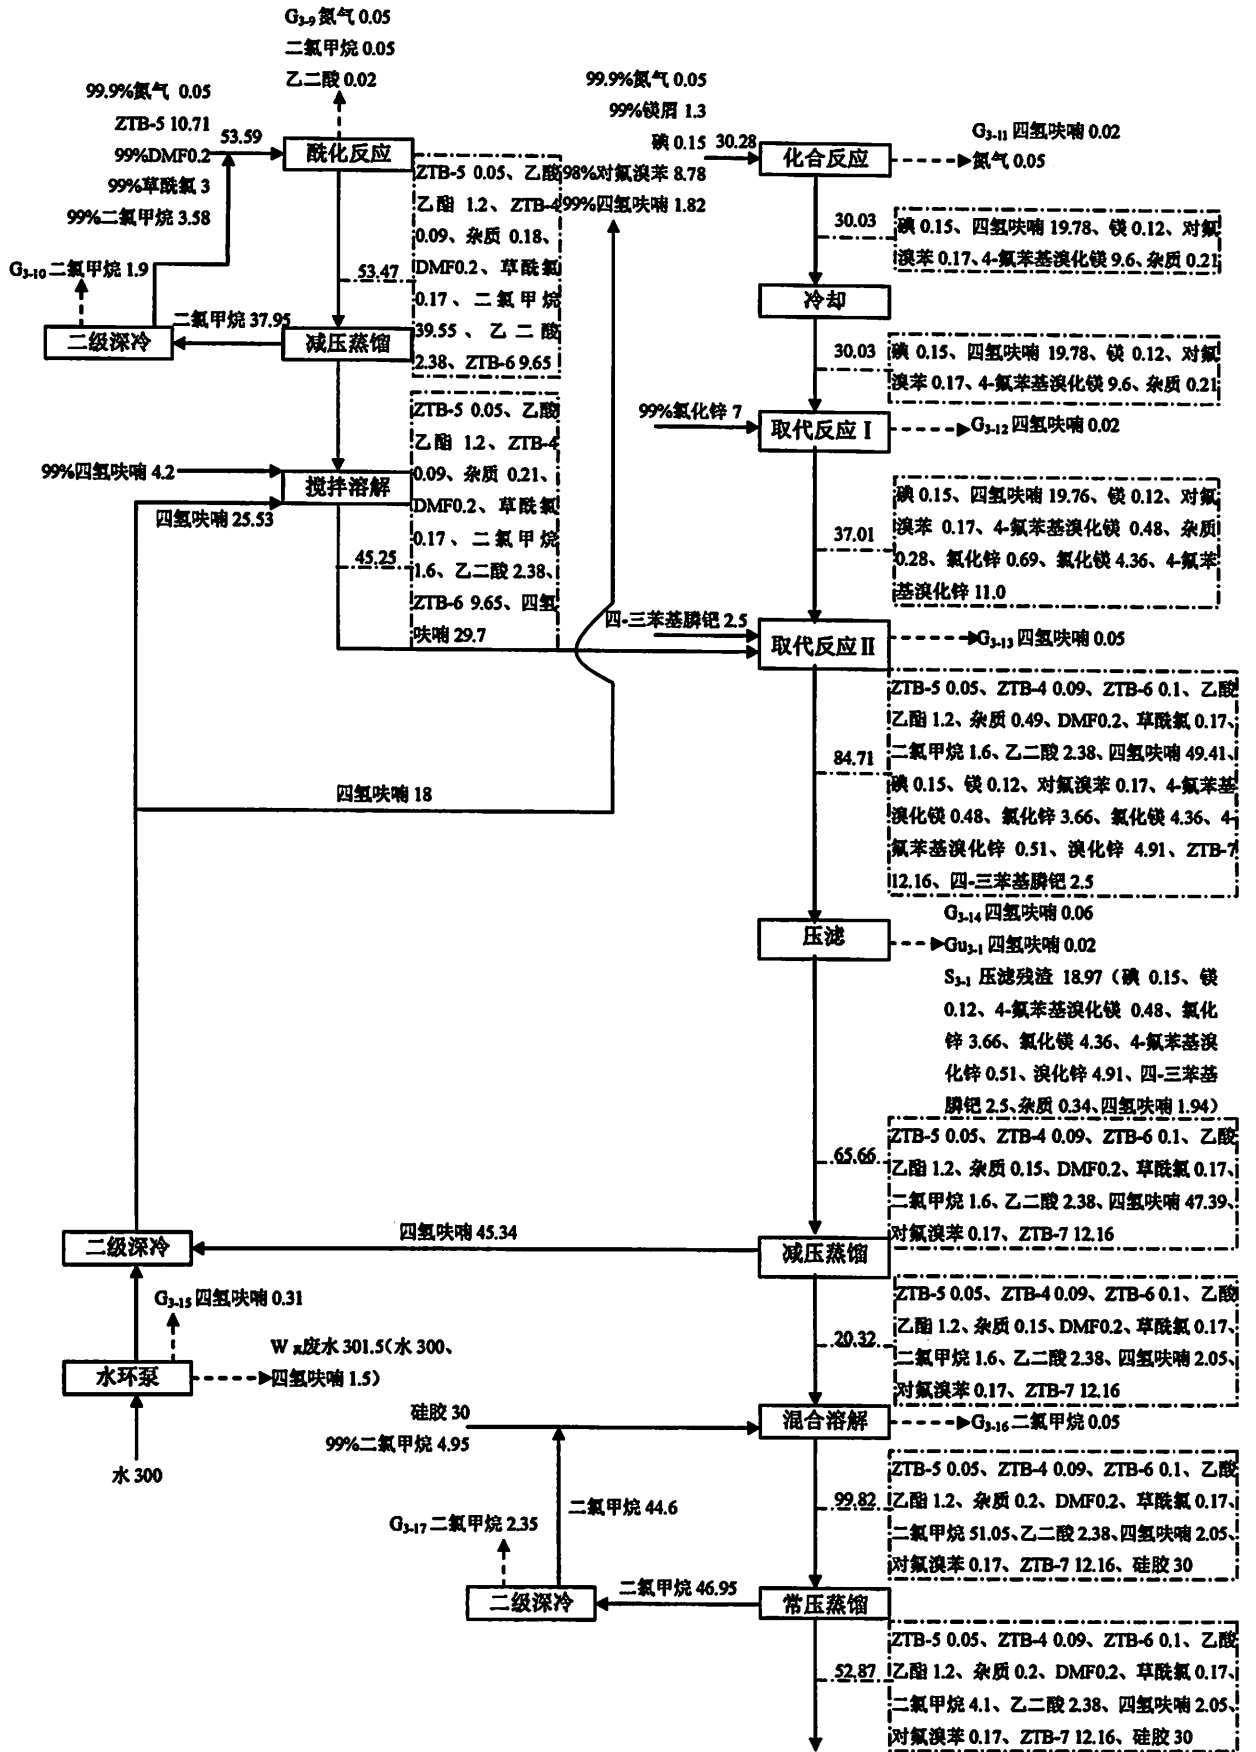 G3-9 氮气 0.05
二氯甲烷 0.05
乙二酸 0.02
99.9%氮气 0.05
ZTB-5 10.71
99%DMF0.2
99%草酰氯 3
99%二氯甲烷 3.58
53.59
酰化反应
ZTB-5 0.05、乙酸
乙酯 1.2、ZTB-4
0.09、杂质 0.18、
DMF0.2、草酰氯
0.17、二氯甲烷
39.55、乙二酸
2.38、ZTB-6 9.65
53.47
G3-10 二氯甲烷 1.9
二级深冷
二氯甲烷 37.95
减压蒸馏
ZTB-5 0.05、乙酸
乙酯 1.2、ZTB-4
0.09、杂质 0.21、
DMF0.2、草酰氯
0.17、二氯甲烷
1.6、乙二酸 2.38、
ZTB-6 9.65、四氢
呋喃 29.7
99%四氢呋喃 4.2
搅拌溶解
四氢呋喃 25.53
45.25
99.9%氮气 0.05
99%镁屑 1.3
碘 0.15
98%对氟溴苯 8.78
99%四氢呋喃 1.82
30.28
化合反应
G3-11 四氢呋喃 0.02
氮气 0.05
30.03
碘 0.15、四氢呋喃 19.78、镁 0.12、对氟
溴苯 0.17、4-氟苯基溴化镁 9.6、杂质 0.21
冷却
30.03
碘 0.15、四氢呋喃 19.78、镁 0.12、对氟
溴苯 0.17、4-氟苯基溴化镁 9.6、杂质 0.21
99%氯化锌 7
取代反应 I
G3-12 四氢呋喃 0.02
37.01
碘 0.15、四氢呋喃 19.76、镁 0.12、对氟
溴苯 0.17、4-氟苯基溴化镁 0.48、杂质
0.28、氯化锌 0.69、氯化镁 4.36、4-氟苯
基溴化锌 11.0
四-三苯基膦钯 2.5
取代反应 II
G3-13 四氢呋喃 0.05
84.71
ZTB-5 0.05、ZTB-4 0.09、ZTB-6 0.1、乙酸
乙酯 1.2、杂质 0.49、DMF0.2、草酰氯 0.17、
二氯甲烷 1.6、乙二酸 2.38、四氢呋喃 49.41、
碘 0.15、镁 0.12、对氟溴苯 0.17、4-氟苯基
溴化镁 0.48、氯化锌 3.66、氯化镁 4.36、4-
氟苯基溴化锌 0.51、溴化锌 4.91、ZTB-7
12.16、四-三苯基膦钯 2.5
四氢呋喃 18
压滤
G3-14 四氢呋喃 0.06
Gu3-1 四氢呋喃 0.02
S3-1 压滤残渣 18.97（碘 0.15、镁
0.12、4-氟苯基溴化镁 0.48、氯化
锌 3.66、氯化镁 4.36、4-氟苯基溴
化锌 0.51、溴化锌 4.91、四-三苯基
膦钯 2.5、杂质 0.34、四氢呋喃 1.94）
65.66
ZTB-5 0.05、ZTB-4 0.09、ZTB-6 0.1、乙酸
乙酯 1.2、杂质 0.15、DMF0.2、草酰氯 0.17、
二氯甲烷 1.6、乙二酸 2.38、四氢呋喃 47.39、
对氟溴苯 0.17、ZTB-7 12.16
二级深冷
四氢呋喃 45.34
减压蒸馏
G3-15 四氢呋喃 0.31
20.32
ZTB-5 0.05、ZTB-4 0.09、ZTB-6 0.1、乙酸
乙酯 1.2、杂质 0.15、DMF0.2、草酰氯 0.17、
二氯甲烷 1.6、乙二酸 2.38、四氢呋喃 2.05、
对氟溴苯 0.17、ZTB-7 12.16
水环泵
W x废水 301.5（水 300、
四氢呋喃 1.5）
水 300
硅胶 30
99%二氯甲烷 4.95
混合溶解
G3-16 二氯甲烷 0.05
99.82
ZTB-5 0.05、ZTB-4 0.09、ZTB-6 0.1、乙酸
乙酯 1.2、杂质 0.2、DMF0.2、草酰氯 0.17、
二氯甲烷 51.05、乙二酸 2.38、四氢呋喃 2.05、
对氟溴苯 0.17、ZTB-7 12.16、硅胶 30
G3-17 二氯甲烷 2.35
二氯甲烷 44.6
二级深冷
二氯甲烷 46.95
常压蒸馏
52.87
ZTB-5 0.05、ZTB-4 0.09、ZTB-6 0.1、乙酸
乙酯 1.2、杂质 0.2、DMF0.2、草酰氯 0.17、
二氯甲烷 4.1、乙二酸 2.38、四氢呋喃 2.05、
对氟溴苯 0.17、ZTB-7 12.16、硅胶 30